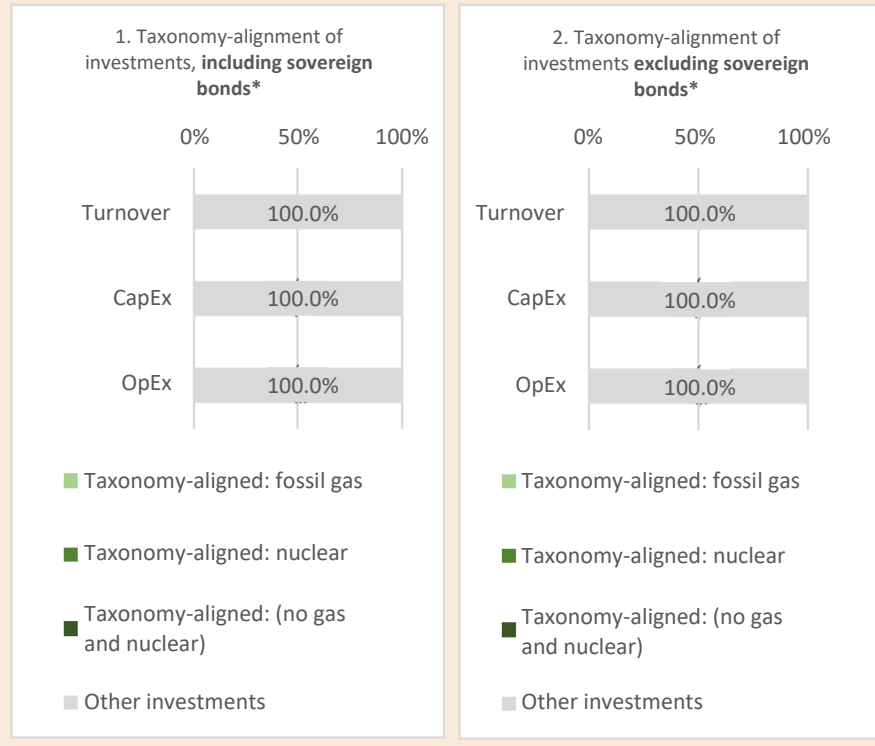 1. Taxonomy-alignment of
investments, including sovereign
bonds*
0% 50% 100%
Turnover 100.0%
CapEx 100.0%
OpEx 100.0%
Taxonomy-aligned: fossil gas
Taxonomy-aligned: nuclear
Taxonomy-aligned: (no gas
and nuclear)
Other investments
2. Taxonomy-alignment of
investments excluding sovereign
bonds*
0% 50% 100%
Turnover 100.0%
CapEx 100.0%
OpEx 100.0%
Taxonomy-aligned: fossil gas
Taxonomy-aligned: nuclear
Taxonomy-aligned: (no gas
and nuclear)
Other investments